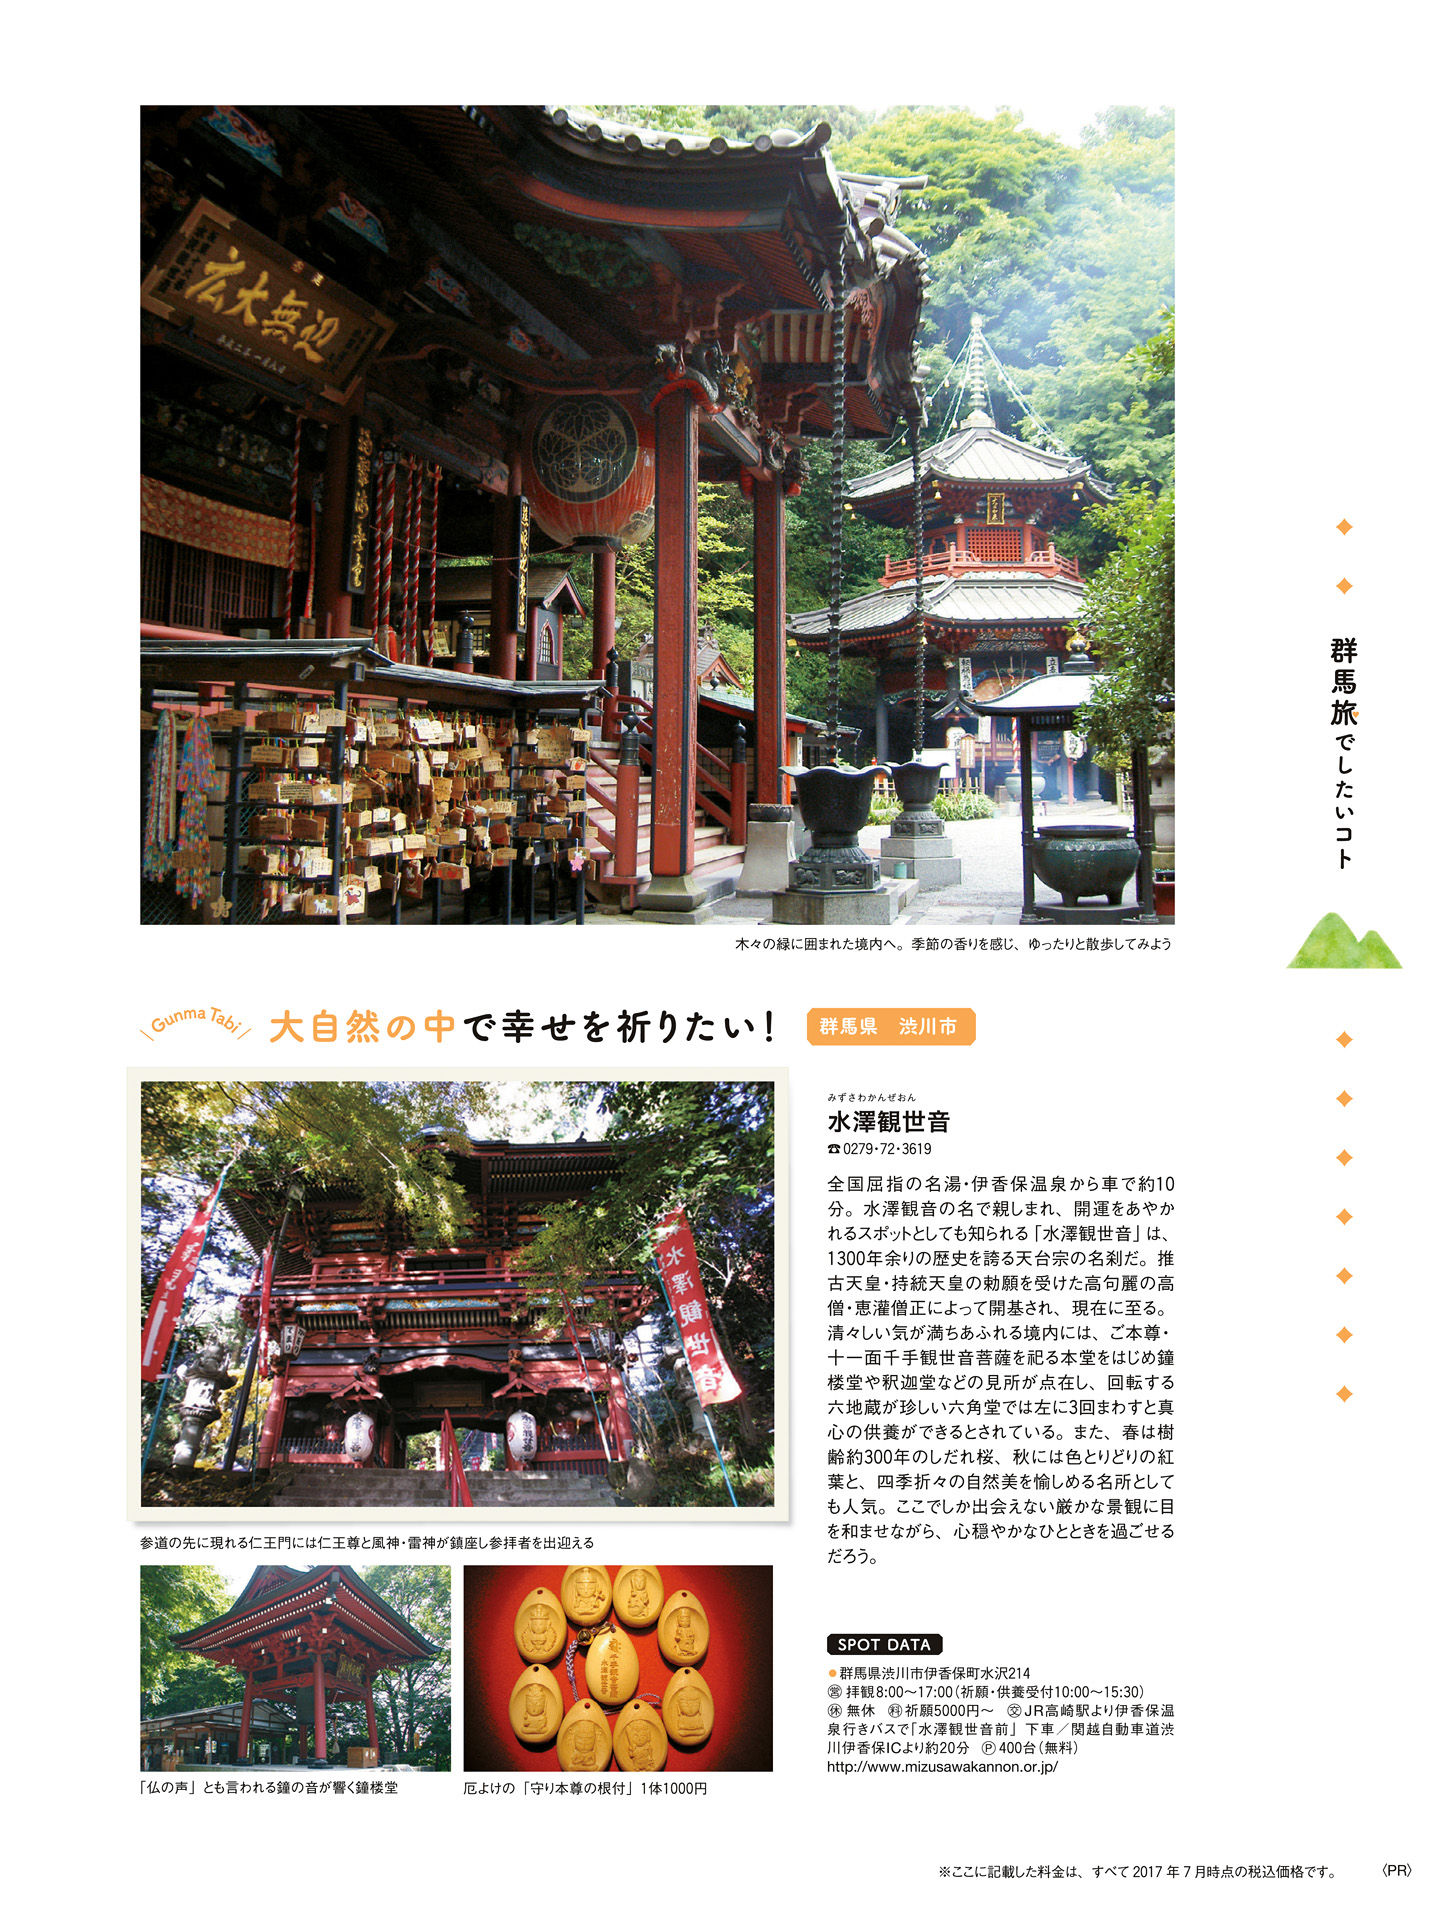 広大無辺
木々の緑に囲まれた境内へ。季節の香りを感じ、ゆったりと散歩してみよう
群馬旅でしたいコト
Gunma Tabi
大自然の中で幸せを祈りたい！
群馬県　渋川市
水澤観世音
参道の先に現れる仁王門には仁王尊と風神・雷神が鎮座し参拝者を出迎える
「仏の声」とも言われる鐘の音が響く鐘楼堂
厄よけの「守り本尊の根付」1体1000円
みずさわかんぜおん
水澤観世音
☎0279・72・3619
全国屈指の名湯・伊香保温泉から車で約10
分。水澤観音の名で親しまれ、開運をあやか
れるスポットとしても知られる「水澤観世音」は、
1300年余りの歴史を誇る天台宗の名刹だ。推
古天皇・持統天皇の勅願を受けた高句麗の高
僧・恵灌僧正によって開基され、現在に至る。
清々しい気が満ちあふれる境内には、ご本尊・
十一面千手観世音菩薩を祀る本堂をはじめ鐘
楼堂や釈迦堂などの見所が点在し、回転する
六地蔵が珍しい六角堂では左に3回まわすと真
心の供養ができるとされている。また、春は樹
齢約300年のしだれ桜、秋には色とりどりの紅
葉と、四季折々の自然美を愉しめる名所として
も人気。ここでしか出会えない厳かな景観に目
を和ませながら、心穏やかなひとときを過ごせる
だろう。
SPOT DATA
●群馬県渋川市伊香保町水沢214
㊠拝観8:00〜17:00（祈願・供養受付10:00〜15:30）
㊡無休　料祈願5000円〜　交JR高崎駅より伊香保温
泉行きバスで「水澤観世音前」下車／関越自動車道渋
川伊香保ICより約20分　Ⓟ400台（無料）
http://www.mizusawakannon.or.jp/
※ここに記載した料金は、すべて2017年7月時点の税込価格です。
〈PR〉